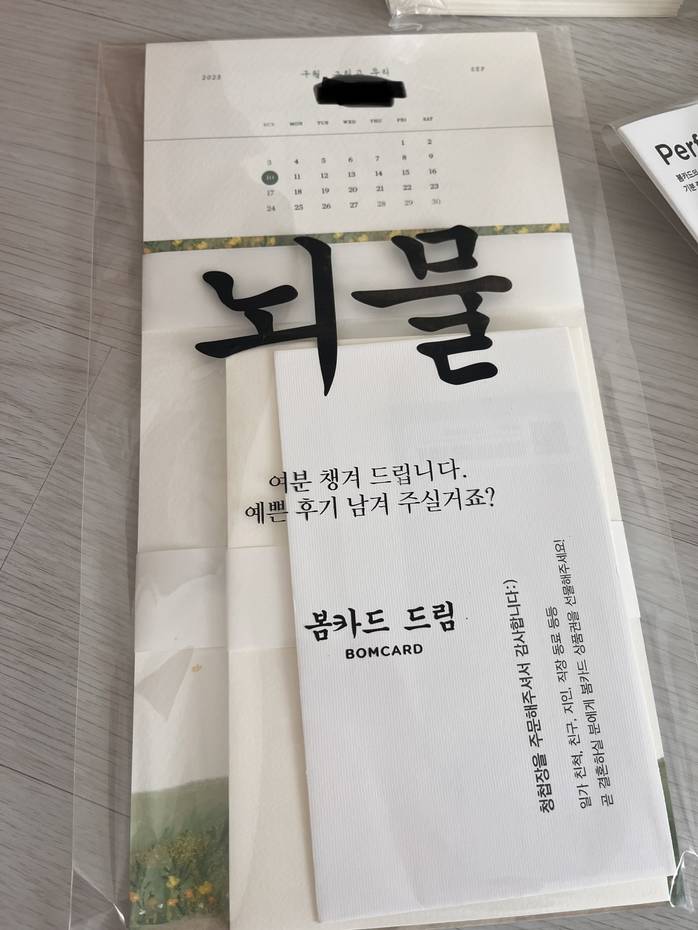 2023
구월, 그리고 우리
SEP
SUN MON TUE WED THU FRI SAT
1 2
3 4 5 6 7 8 9
10 11 12 13 14 15 16
17 18 19 20 21 22 23
24 25 26 27 28 29 30
뇌물
여분 챙겨 드립니다.
예쁜 후기 남겨 주실거죠?
봄카드 드림
BOMCARD
청첩장을 주문해주셔서 감사합니다:)
일가 친척, 친구, 지인, 직장 동료 등등
곧 결혼하실 분에게 봄카드 상품권을 선물해주세요!
Perf
봄카드의